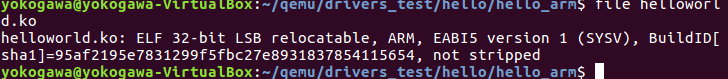 yokogawa@yokogawa-VirtualBox:~/qemu/drivers_test/hello/hello_arm$ file helloworl
d.ko
helloworld.ko: ELF 32-bit LSB relocatable, ARM, EABI5 version 1 (SYSV), BuildID[
sha1]=95af2195e7831299f5fbc27e8931837854115654, not stripped
yokogawa@yokogawa-VirtualBox:~/qemu/drivers_test/hello/hello_arm$